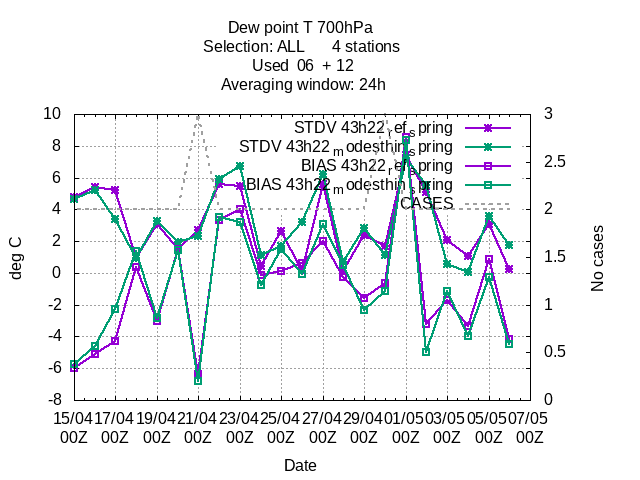 Dew point T 700hPa
Selection: ALL 4 stations
Used 06 + 12
Averaging window: 24h
STDV 43h22_ref_spring
STDV 43h22_modesthin_spring
BIAS 43h22_ref_spring
BIAS 43h22_modesthin_spring
CASES
10
8
6
4
2
0
-2
-4
-6
-8
deg C
3
2.5
2
1.5
1
0.5
0
No cases
15/04 17/04 19/04 21/04 23/04 25/04 27/04 29/04 01/05 03/05 05/05 07/05
00Z 00Z 00Z 00Z 00Z 00Z 00Z 00Z 00Z 00Z 00Z 00Z
Date